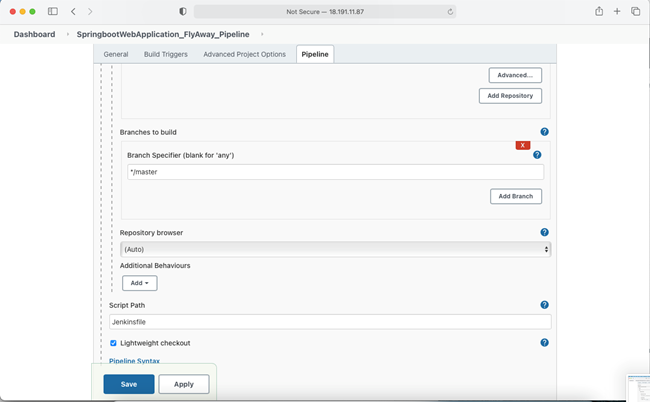 Not Secure — 18.191.11.87
Dashboard › SpringbootWebApplication_FlyAway_Pipeline ›
General Build Triggers Advanced Project Options Pipeline
Advanced...
Add Repository
Branches to build ?
X
Branch Specifier (blank for 'any') ?
*/master
Add Branch
Repository browser ?
(Auto)
Additional Behaviours
Add
Script Path ?
Jenkinsfile
Lightweight checkout ?
Pipeline Syntax
Save Apply